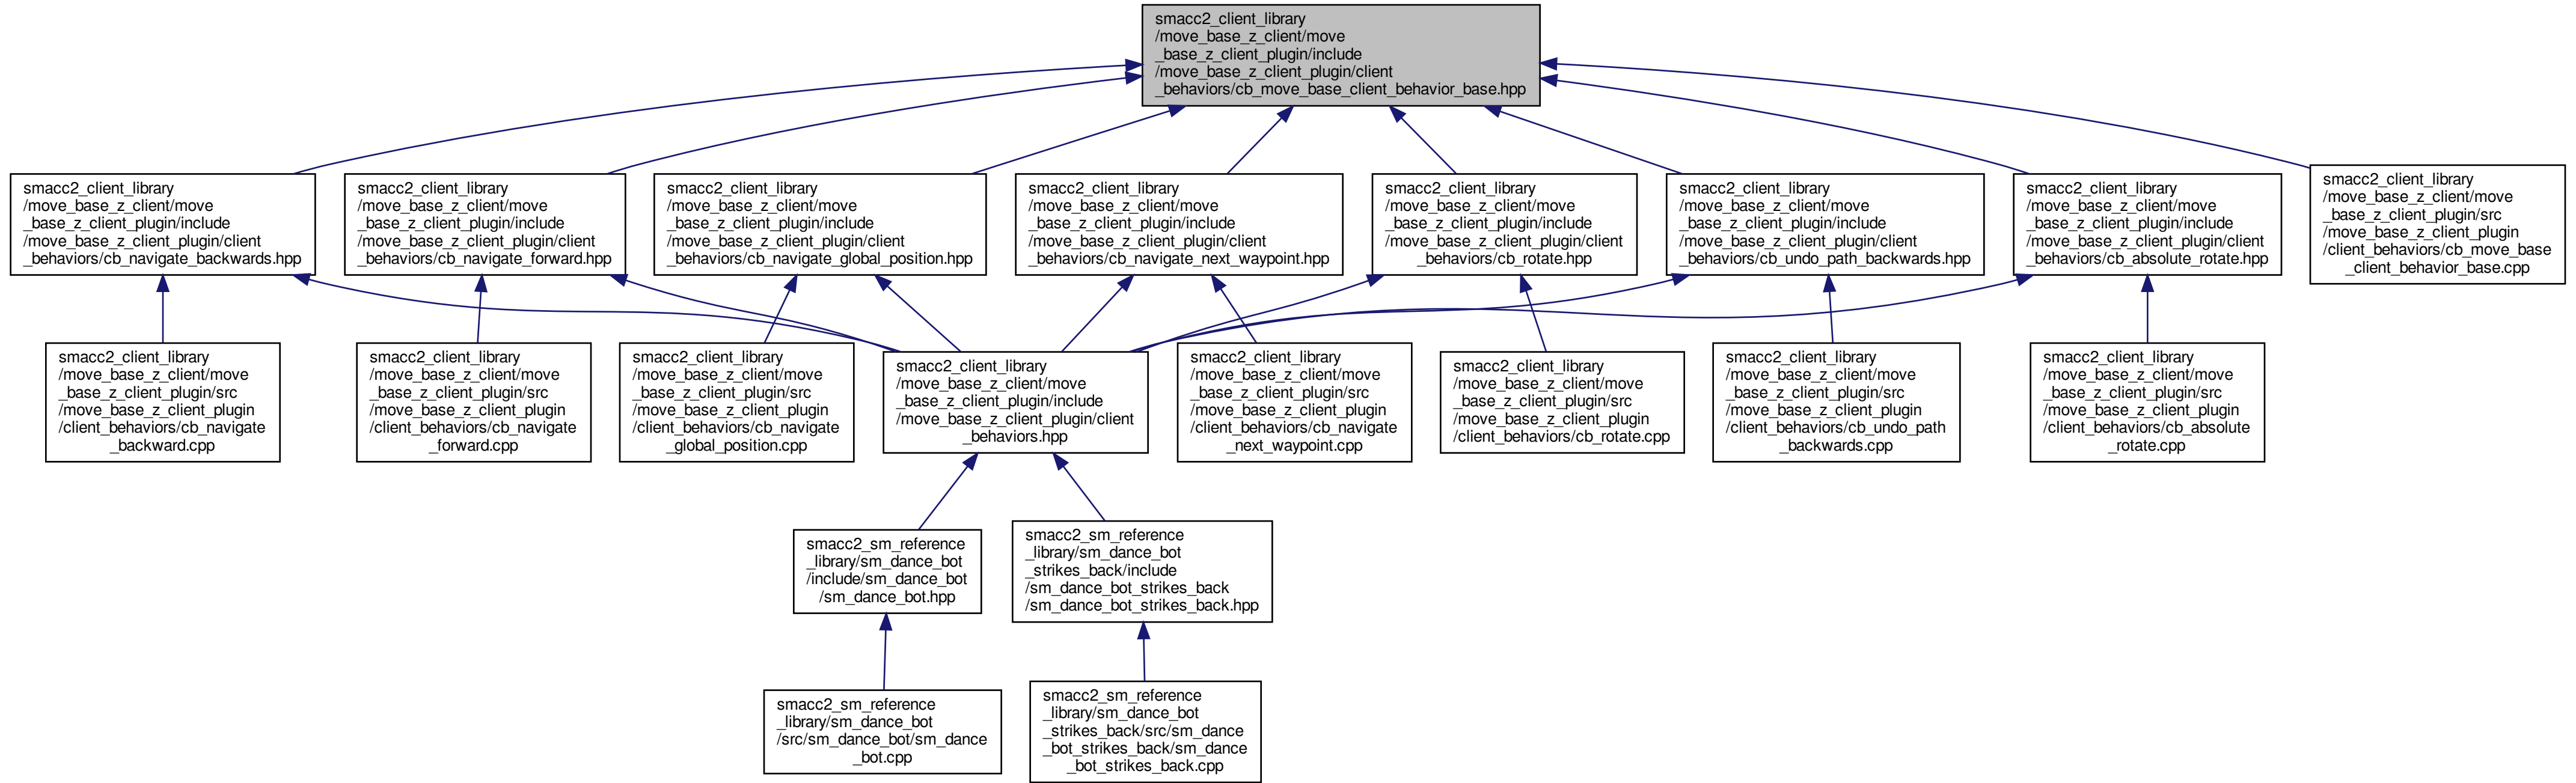 smacc2_client_library
/move_base_z_client/move
_base_z_client_plugin/include
/move_base_z_client_plugin/client
_behaviors/cb_move_base_client_behavior_base.hpp
smacc2_client_library
/move_base_z_client/move
_base_z_client_plugin/include
/move_base_z_client_plugin/client
_behaviors/cb_navigate_backwards.hpp
smacc2_client_library
/move_base_z_client/move
_base_z_client_plugin/include
/move_base_z_client_plugin/client
_behaviors/cb_navigate_forward.hpp
smacc2_client_library
/move_base_z_client/move
_base_z_client_plugin/include
/move_base_z_client_plugin/client
_behaviors/cb_navigate_global_position.hpp
smacc2_client_library
/move_base_z_client/move
_base_z_client_plugin/include
/move_base_z_client_plugin/client
_behaviors/cb_navigate_next_waypoint.hpp
smacc2_client_library
/move_base_z_client/move
_base_z_client_plugin/include
/move_base_z_client_plugin/client
_behaviors/cb_rotate.hpp
smacc2_client_library
/move_base_z_client/move
_base_z_client_plugin/include
/move_base_z_client_plugin/client
_behaviors/cb_undo_path_backwards.hpp
smacc2_client_library
/move_base_z_client/move
_base_z_client_plugin/include
/move_base_z_client_plugin/client
_behaviors/cb_absolute_rotate.hpp
smacc2_client_library
/move_base_z_client/move
_base_z_client_plugin/src
/move_base_z_client_plugin
/client_behaviors/cb_move_base
_client_behavior_base.cpp
smacc2_client_library
/move_base_z_client/move
_base_z_client_plugin/src
/move_base_z_client_plugin
/client_behaviors/cb_navigate
_backward.cpp
smacc2_client_library
/move_base_z_client/move
_base_z_client_plugin/src
/move_base_z_client_plugin
/client_behaviors/cb_navigate
_forward.cpp
smacc2_client_library
/move_base_z_client/move
_base_z_client_plugin/src
/move_base_z_client_plugin
/client_behaviors/cb_navigate
_global_position.cpp
smacc2_client_library
/move_base_z_client/move
_base_z_client_plugin/include
/move_base_z_client_plugin/client
_behaviors.hpp
smacc2_client_library
/move_base_z_client/move
_base_z_client_plugin/src
/move_base_z_client_plugin
/client_behaviors/cb_navigate
_next_waypoint.cpp
smacc2_client_library
/move_base_z_client/move
_base_z_client_plugin/src
/move_base_z_client_plugin
/client_behaviors/cb_rotate.cpp
smacc2_client_library
/move_base_z_client/move
_base_z_client_plugin/src
/move_base_z_client_plugin
/client_behaviors/cb_undo_path
_backwards.cpp
smacc2_client_library
/move_base_z_client/move
_base_z_client_plugin/src
/move_base_z_client_plugin
/client_behaviors/cb_absolute
_rotate.cpp
smacc2_sm_reference
_library/sm_dance_bot
/include/sm_dance_bot
/sm_dance_bot.hpp
smacc2_sm_reference
_library/sm_dance_bot
_strikes_back/include
/sm_dance_bot_strikes_back
/sm_dance_bot_strikes_back.hpp
smacc2_sm_reference
_library/sm_dance_bot
/src/sm_dance_bot/sm_dance
_bot.cpp
smacc2_sm_reference
_library/sm_dance_bot
_strikes_back/src/sm_dance
_bot_strikes_back/sm_dance
_bot_strikes_back.cpp